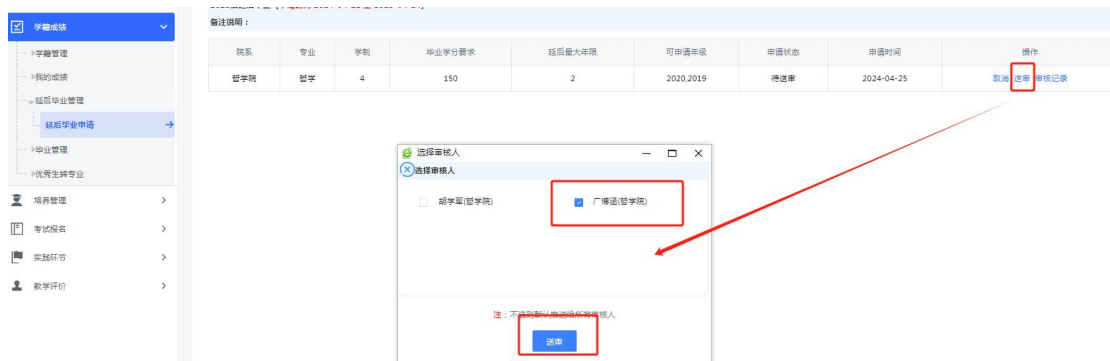 学籍成绩
学籍管理
我的成绩
延后毕业管理
延后毕业申请
毕业管理
优秀生转专业
培养管理
考试报名
实践环节
教学评价
备注说明：
院系 专业 学制 毕业学分要求 延后最大年限 可申请年级 申请状态 申请时间 操作
哲学院 哲学 4 150 2 2020,2019 待送审 2024-04-25 取消 送审 审核记录
选择审核人
选择审核人
胡学军(哲学院) 广博涵(哲学院)
注：不选则默认推送给所有审核人
送审